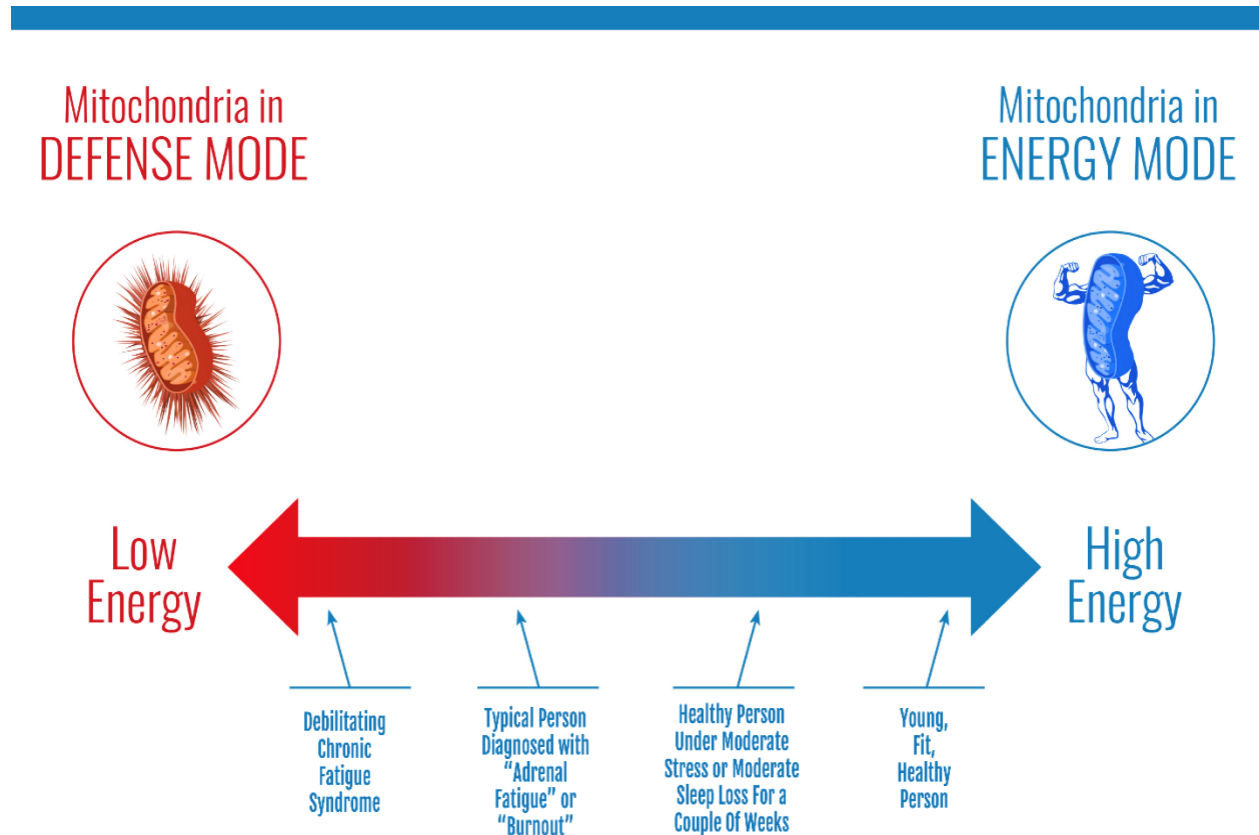 Mitochondria in
DEFENSE MODE
Mitochondria in
ENERGY MODE
Low
Energy
High
Energy
Debilitating
Chronic
Fatigue
Syndrome
Typical Person
Diagnosed with
“Adrenal
Fatigue” or
“Burnout”
Healthy Person
Under Moderate
Stress or Moderate
Sleep Loss For a
Couple Of Weeks
Young,
Fit,
Healthy
Person